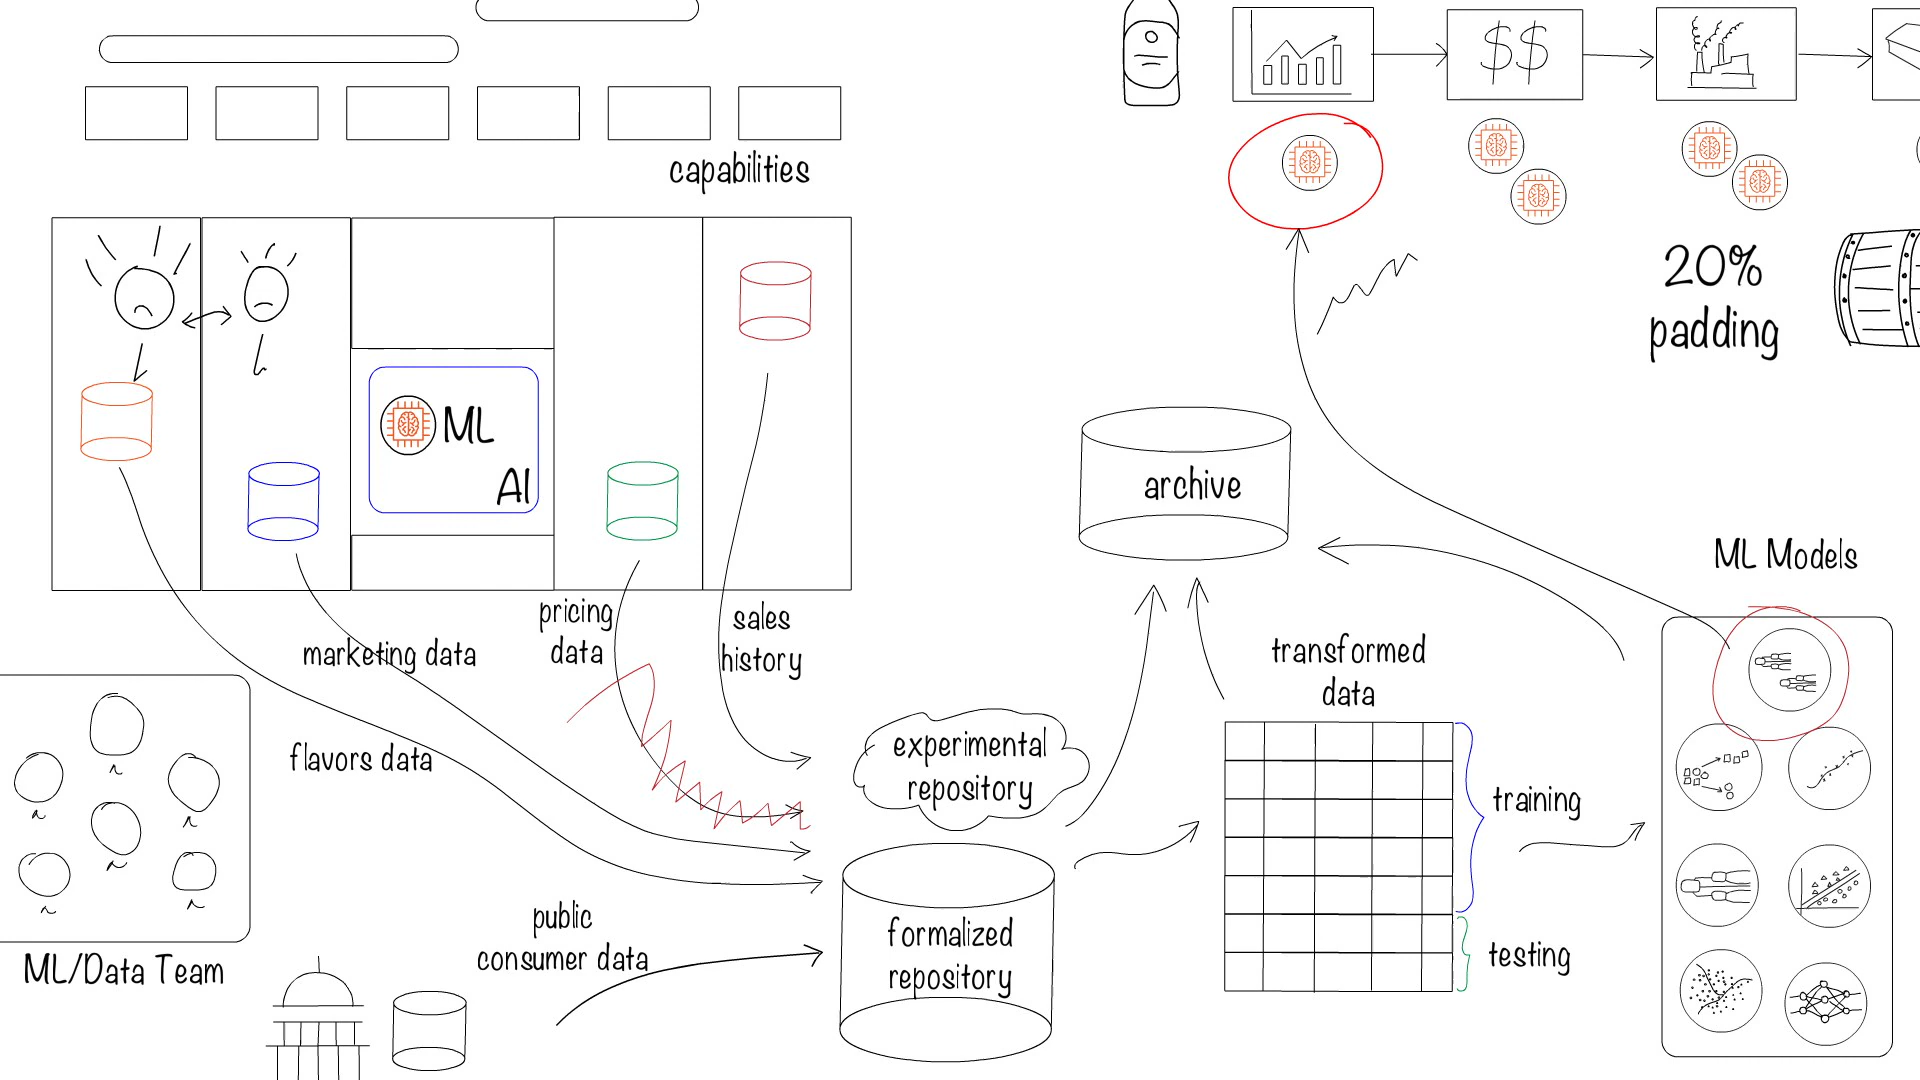 $$
capabilities
20%
padding
ML
AI
archive
ML Models
pricing
data
sales
history
marketing data
transformed
data
flavors data
experimental
repository
training
public
consumer data
formalized
repository
testing
ML/Data Team